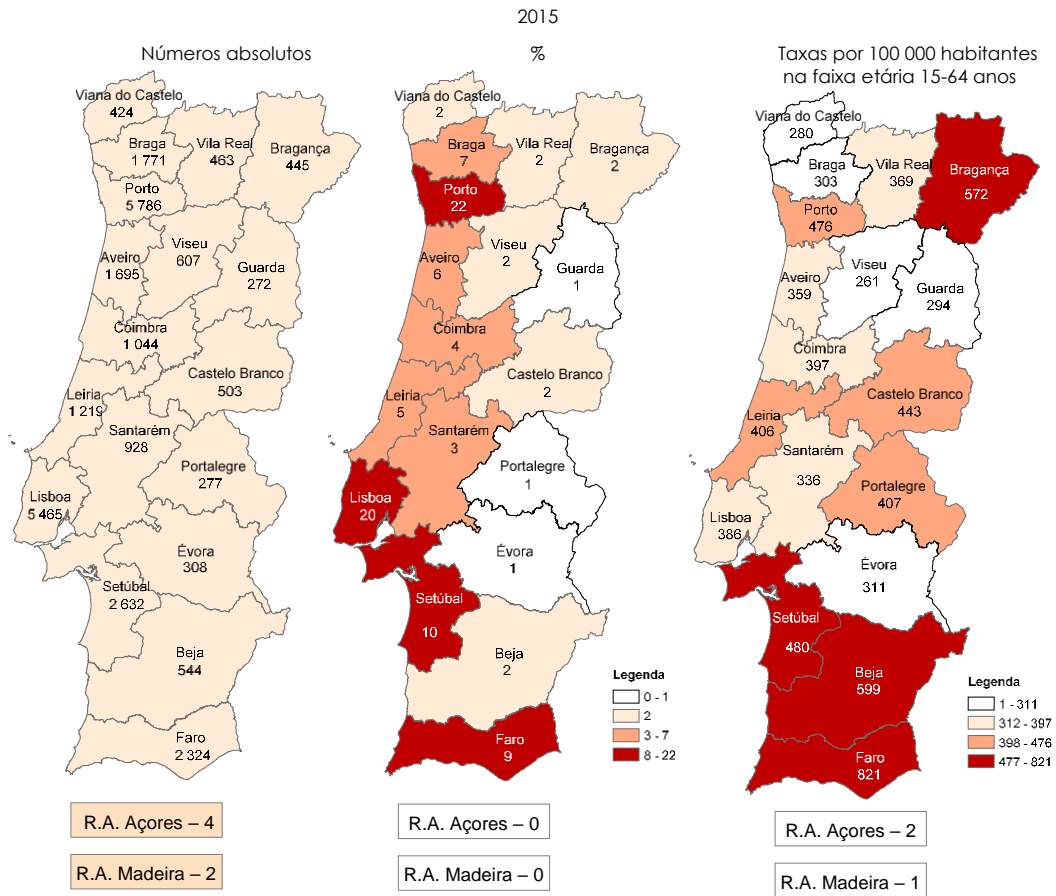 2015
Números absolutos
Viana do Castelo
424
Braga
1 771
Vila Real
463
Bragança
445
Porto
5 786
Aveiro
1 695
Viseu
607
Guarda
272
Coimbra
1 044
Castelo Branco
503
Leiria
1 219
Santarém
928
Portalegre
277
Lisboa
5 465
Évora
308
Setúbal
2 632
Beja
544
Faro
2 324
R.A. Açores – 4
R.A. Madeira – 2
%
Viana do Castelo
2
Braga
7
Vila Real
2
Bragança
2
Porto
22
Aveiro
6
Viseu
2
Guarda
1
Coimbra
4
Castelo Branco
2
Leiria
5
Santarém
3
Portalegre
1
Lisboa
20
Évora
1
Setúbal
10
Beja
2
Faro
9
Legenda
0 - 1
2
3 - 7
8 - 22
R.A. Açores – 0
R.A. Madeira – 0
Taxas por 100 000 habitantes
na faixa etária 15-64 anos
Viana do Castelo
280
Braga
303
Vila Real
369
Bragança
572
Porto
476
Aveiro
359
Viseu
261
Guarda
294
Coimbra
397
Castelo Branco
443
Leiria
406
Santarém
336
Portalegre
407
Lisboa
386
Évora
311
Setúbal
480
Beja
599
Faro
821
Legenda
1 - 311
312 - 397
398 - 476
477 - 821
R.A. Açores – 2
R.A. Madeira – 1